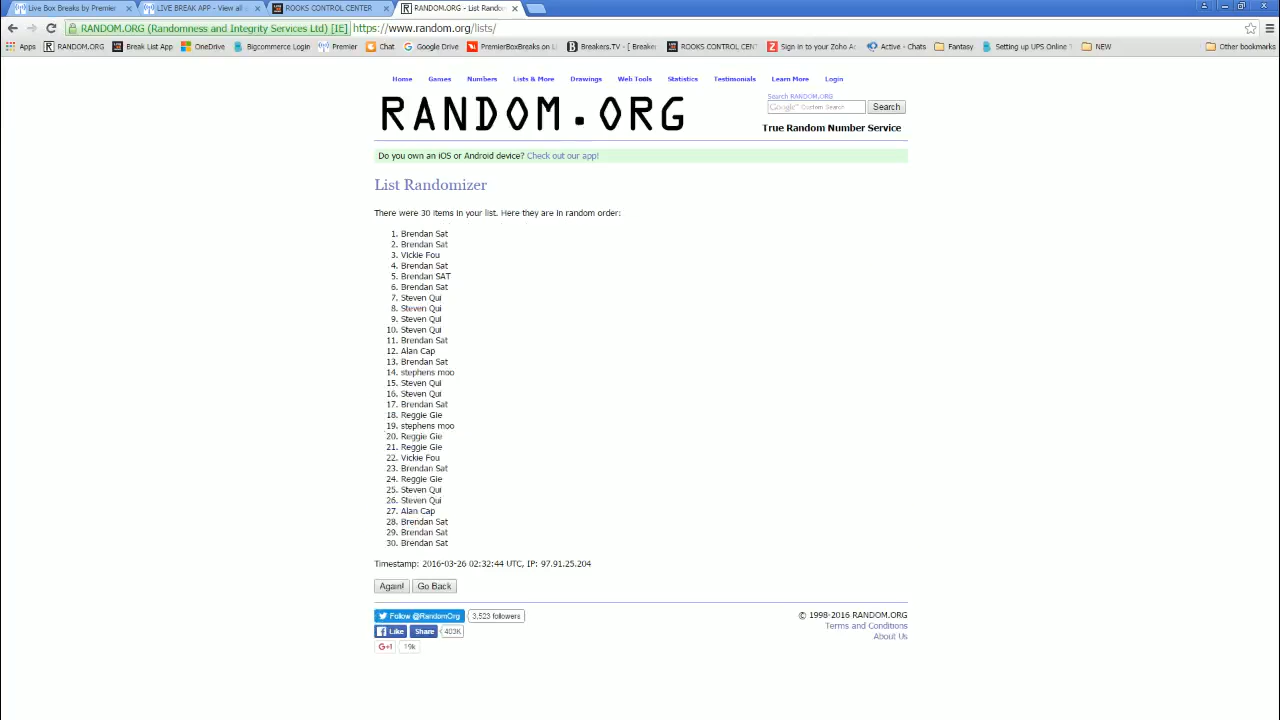 Live Box Breaks by Premier
LIVE BREAK APP - View all e
ROOKS CONTROL CENTER
RANDOM.ORG - List Random
RANDOM.ORG (Randomness and Integrity Services Ltd) [IE] https://www.random.org/lists/
Apps RANDOM.ORG Break List App OneDrive Bigcommerce Login Premier Chat Google Drive PremierBoxBreaks on Breakers.TV - [ Breaker ROOKS CONTROL CENT Sign in to your Zoho Ac Active - Chats Fantasy Setting up UPS Online NEW Other bookmarks
Home Games Numbers Lists & More Drawings Web Tools Statistics Testimonials Learn More Login
RANDOM.ORG
Search RANDOM.ORG
Google™ Custom Search Search
True Random Number Service
Do you own an iOS or Android device? Check out our app!
List Randomizer
There were 30 items in your list. Here they are in random order:
1. Brendan Sat
2. Brendan Sat
3. Vickie Fou
4. Brendan Sat
5. Brendan SAT
6. Brendan Sat
7. Steven Qui
8. Steven Qui
9. Steven Qui
10. Steven Qui
11. Brendan Sat
12. Alan Cap
13. Brendan Sat
14. stephens moo
15. Steven Qui
16. Steven Qui
17. Brendan Sat
18. Reggie Gie
19. stephens moo
20. Reggie Gie
21. Reggie Gie
22. Vickie Fou
23. Brendan Sat
24. Reggie Gie
25. Steven Qui
26. Steven Qui
27. Alan Cap
28. Brendan Sat
29. Brendan Sat
30. Brendan Sat
Timestamp: 2016-03-26 02:32:44 UTC, IP: 97.91.25.204
Again! Go Back
Follow @RandomOrg 3,523 followers
Like Share 403K
G+1 19k
© 1998-2016 RANDOM.ORG
Terms and Conditions
About Us